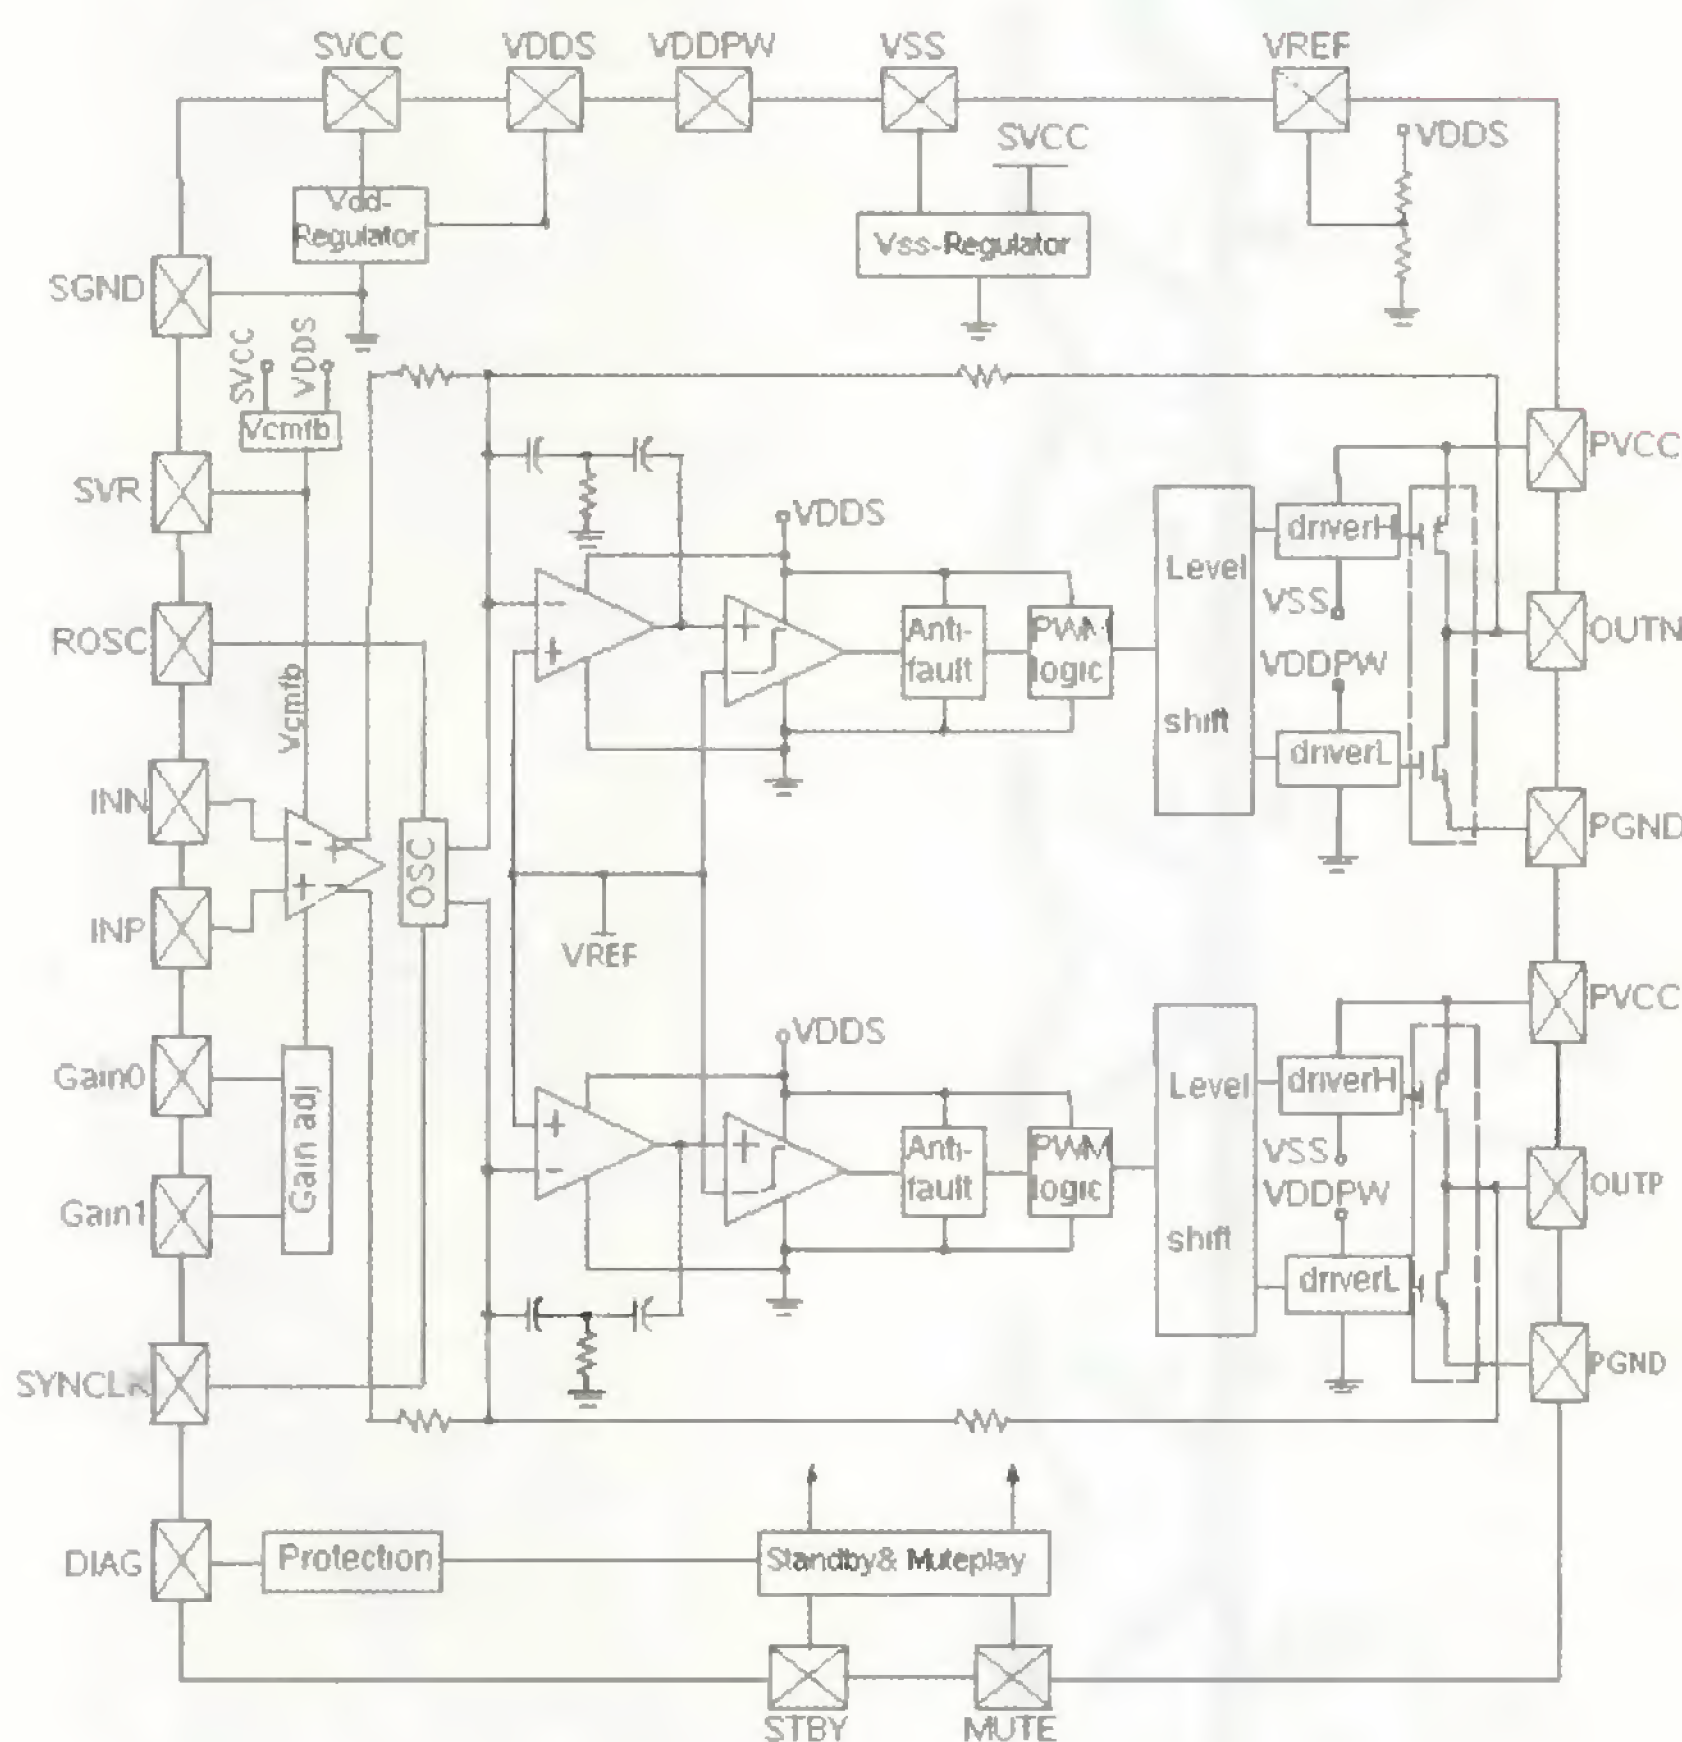 SVCC VDDS VDDPW VSS VREF
SVCC
VDDS
Vdd-
Regulator
Vss-Regulator
SGND
SVCC
VDDS
Vcmfb
SVR
PVCC
VDDS
driverH
Level
VSS
ROSC
Anti-
fault
PWM
logic
OUTN
VDDPW
Vcmfb
shift
driverL
INN
- +
+ -
OSC
- +
+ -
PGND
INP
VREF
PVCC
VDDS
Gain0
Gain adj
Level
driverH
+ +
- -
Anti-
fault
PWM
logic
VSS
VDDPW
OUTP
Gain1
shift
driverL
SYNCLK
PGND
DIAG
Protection
Standby& Muteplay
STBY MUTE